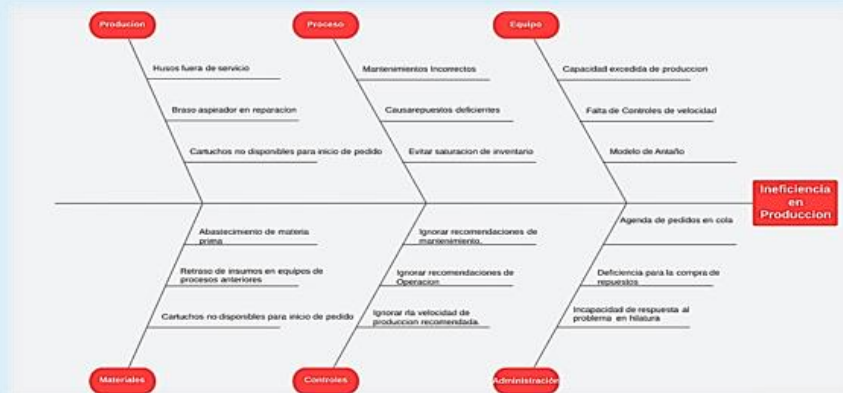 Producion
Proceso
Equipo
Husos fuera de servicio
Mantenimientos Incorrectos
Capacidad excedida de produccion
Braso aspirador en reparacion
Causarepuestos deficientes
Falta de Controles de velocidad
Cartuchos no disponibles para inicio de pedido
Evitar saturacion de inventario
Modelo de Antaño
Ineficiencia
en
Produccion
Abastecimiento de materia
prima
Ignorar recomendaciones de
mantenimiento.
Agenda de pedidos en cola
Retraso de insumos en equipos de
procesos anteriores
Ignorar recomendaciones de
Operacion
Deficiencia para la compra de
repuestos
Cartuchos no disponibles para inicio de pedido
Ignorar rla velocidad de
produccion recomendada.
Incapacidad de respuesta al
problema en hilatura
Materiales
Controles
Administración